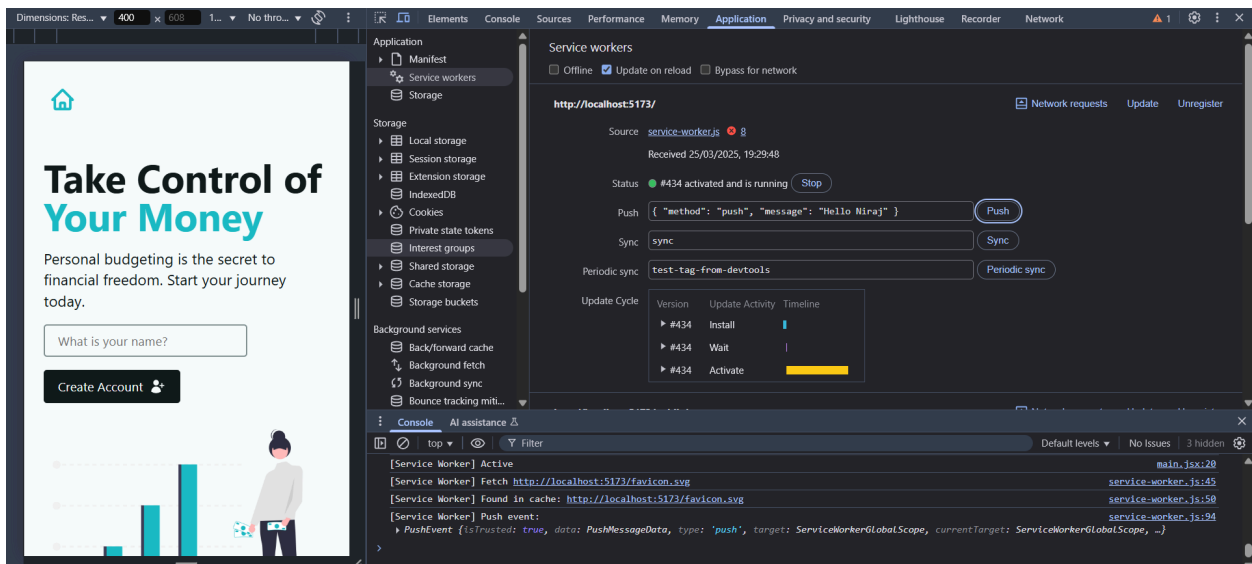 Dimensions: Res... ▼ 400 x 608 1... ▼ No thro... ▼
Elements Console Sources Performance Memory Application Privacy and security Lighthouse Recorder Network 1
Take Control of
Your Money
Personal budgeting is the secret to
financial freedom. Start your journey
today.
What is your name?
Create Account
Application
Manifest
Service workers
Storage
Storage
Local storage
Session storage
Extension storage
IndexedDB
Cookies
Private state tokens
Interest groups
Shared storage
Cache storage
Storage buckets
Background services
Back/forward cache
Background fetch
Background sync
Bounce tracking miti...
Service workers
Offline Update on reload Bypass for network
http://localhost:5173/ Network requests Update Unregister
Source service-worker.js 8
Received 25/03/2025, 19:29:48
Status #434 activated and is running Stop
Push { "method": "push", "message": "Hello Niraj" } Push
Sync sync Sync
Periodic sync test-tag-from-devtools Periodic sync
Update Cycle Version Update Activity Timeline
#434 Install
#434 Wait
#434 Activate
Console AI assistance
top ▼ Filter Default levels ▼ No Issues 3 hidden
[Service Worker] Active main.jsx:20
[Service Worker] Fetch http://localhost:5173/favicon.svg service-worker.js:45
[Service Worker] Found in cache: http://localhost:5173/favicon.svg service-worker.js:50
[Service Worker] Push event: service-worker.js:94
PushEvent {isTrusted: true, data: PushMessageData, type: 'push', target: ServiceWorkerGlobalScope, currentTarget: ServiceWorkerGlobalScope, …}